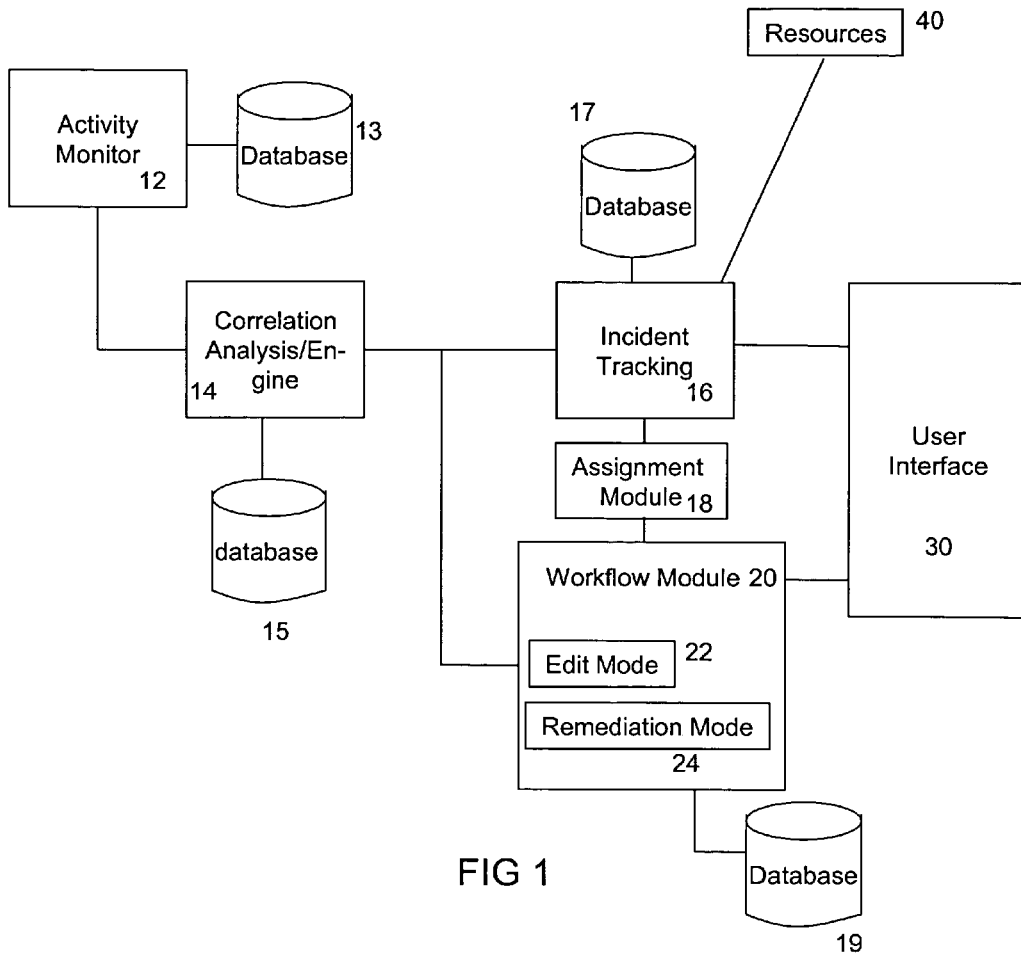 Resources
40
Activity
Monitor
12
Database
13
17
Database
Correlation
Analysis/En-
gine
14
Incident
Tracking
16
User
Interface
30
Assignment
Module
18
database
15
Workflow Module 20
Edit Mode
22
Remediation Mode
24
FIG 1
Database
19